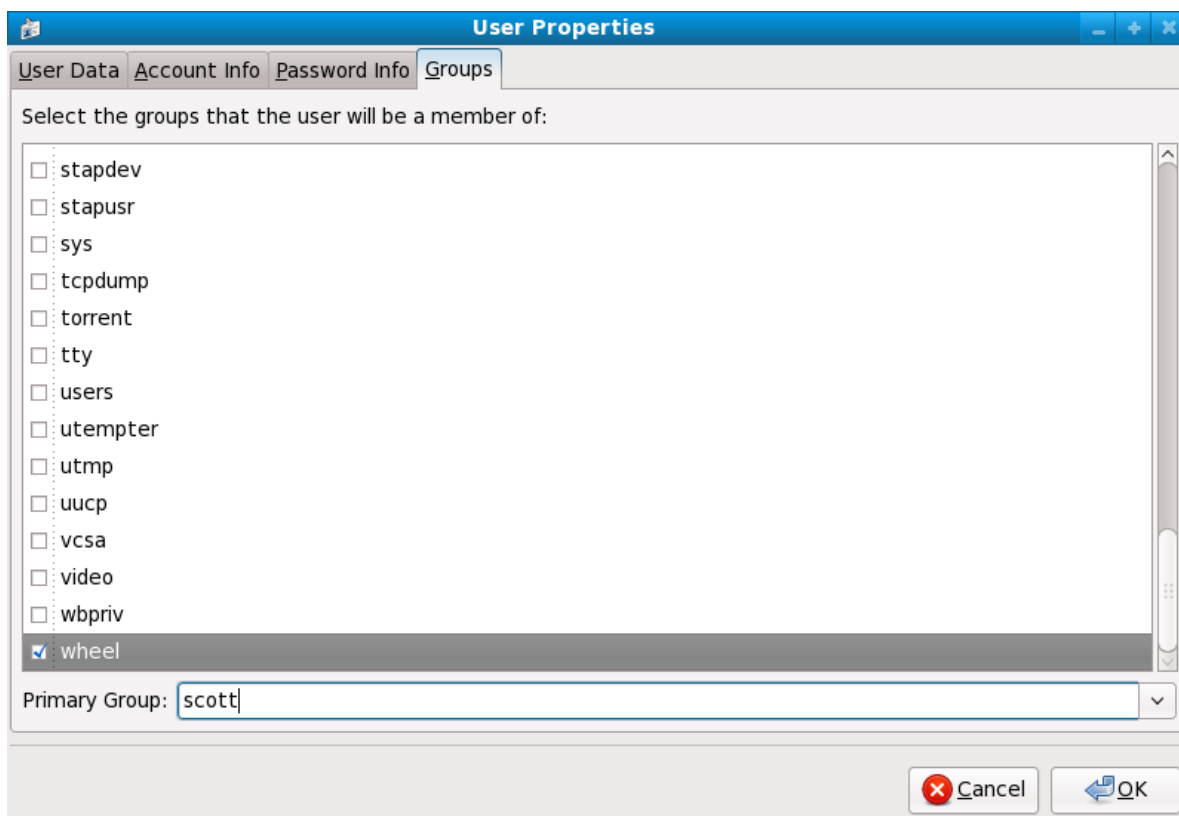 User Properties
User Data Account Info Password Info Groups
Select the groups that the user will be a member of:
stapdev
stapusr
sys
tcpdump
torrent
tty
users
utempter
utmp
uucp
vcsa
video
wbpriv
wheel
Primary Group: scott
Cancel OK